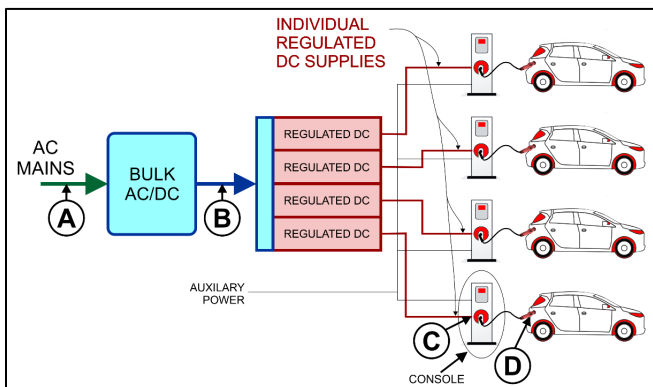 INDIVIDUAL
REGULATED
DC SUPPLIES
AC
MAINS
BULK
AC/DC
REGULATED DC
REGULATED DC
REGULATED DC
REGULATED DC
A
B
AUXILARY
POWER
C
D
CONSOLE